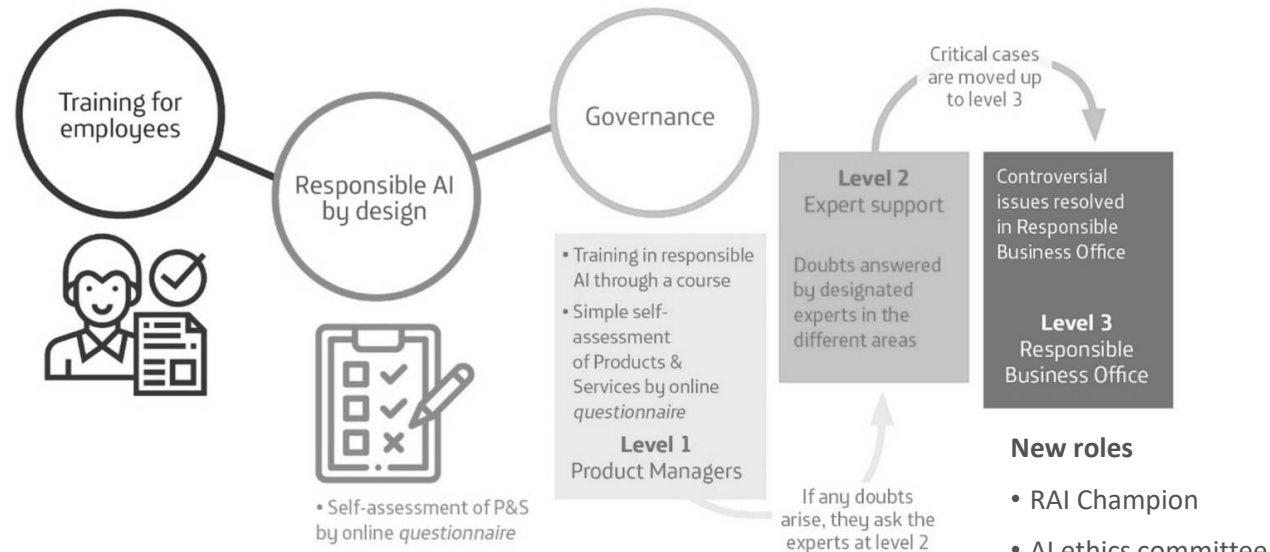 Training for
employees
Responsible AI
by design
• Self-assessment of P&S
by online questionnaire
Governance
• Training in responsible
AI through a course
• Simple self-
assessment
of Products &
Services by online
questionnaire
Level 1
Product Managers
If any doubts
arise, they ask the
experts at level 2
Level 2
Expert support
Doubts answered
by designated
experts in the
different areas
Critical cases
are moved up
to level 3
Controversial
issues resolved
in Responsible
Business Office
Level 3
Responsible
Business Office
New roles
• RAI Champion
• AI ethics committee